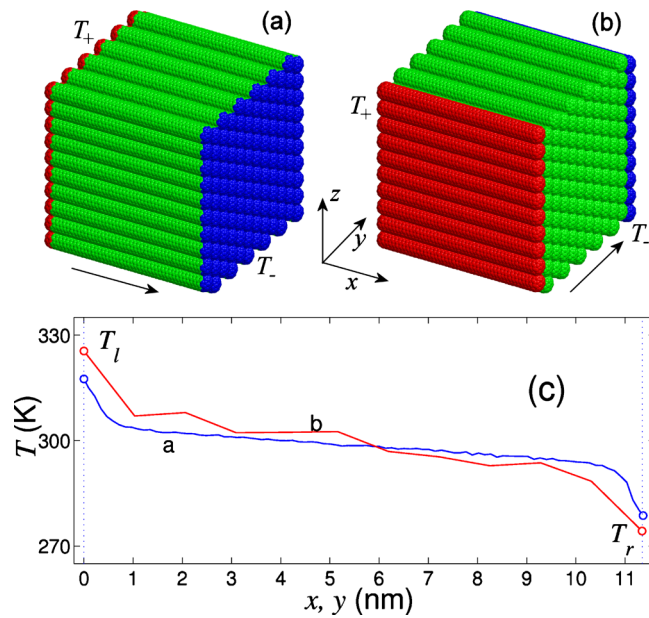 (a)
T₊
T₋
(b)
T₊
T₋
z
y
x
330
300
270
T (K)
T_l
(c)
b
a
T_r
0 1 2 3 4 5 6 7 8 9 10 11
x, y (nm)